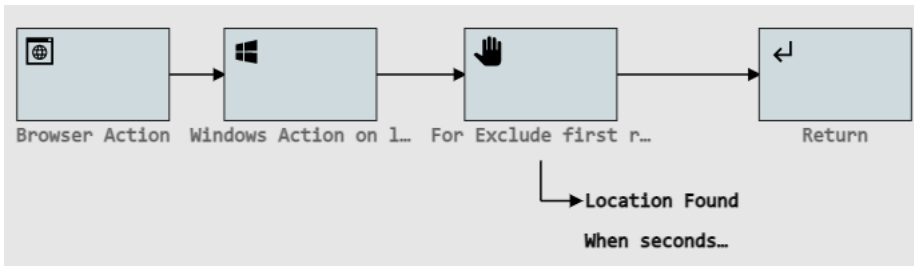 Browser Action
Windows Action on l…
For Exclude first r…
Return
Location Found
When seconds…